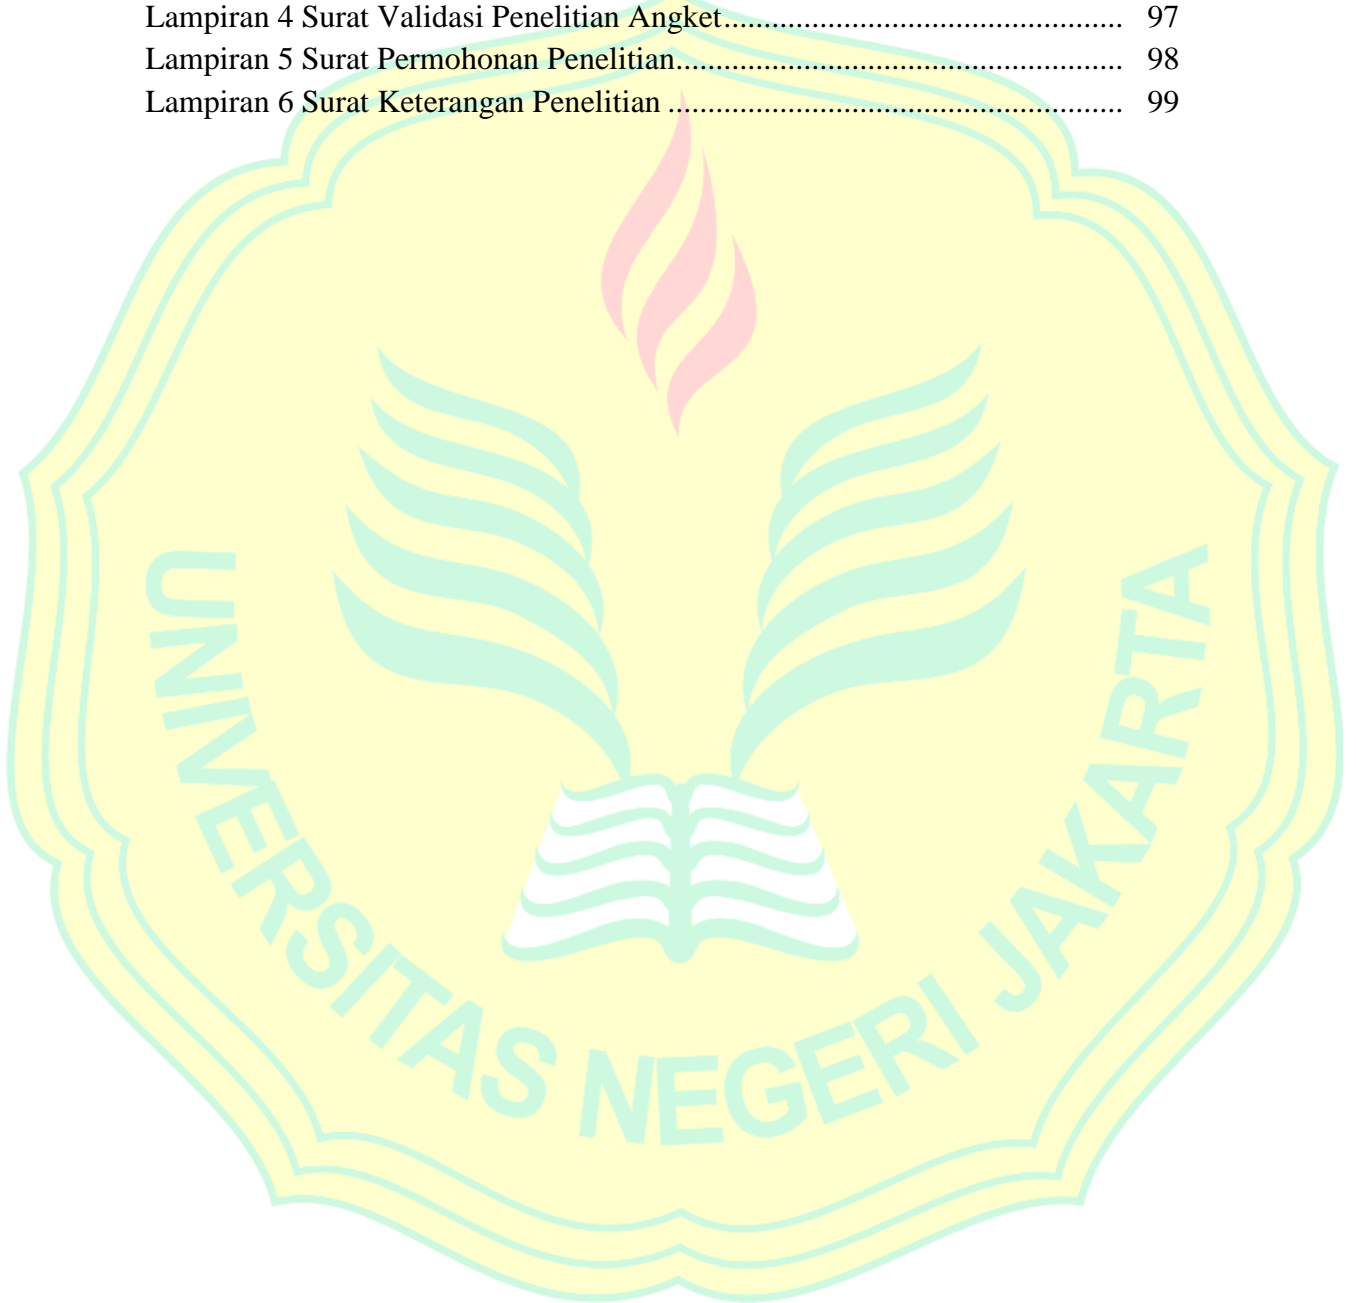 Lampiran 4 Surat Validasi Penelitian Angket.................................................. 97
Lampiran 5 Surat Permohonan Penelitian........................................................ 98
Lampiran 6 Surat Keterangan Penelitian ......................................................... 99
UNIVERSITAS NEGERI JAKARTA